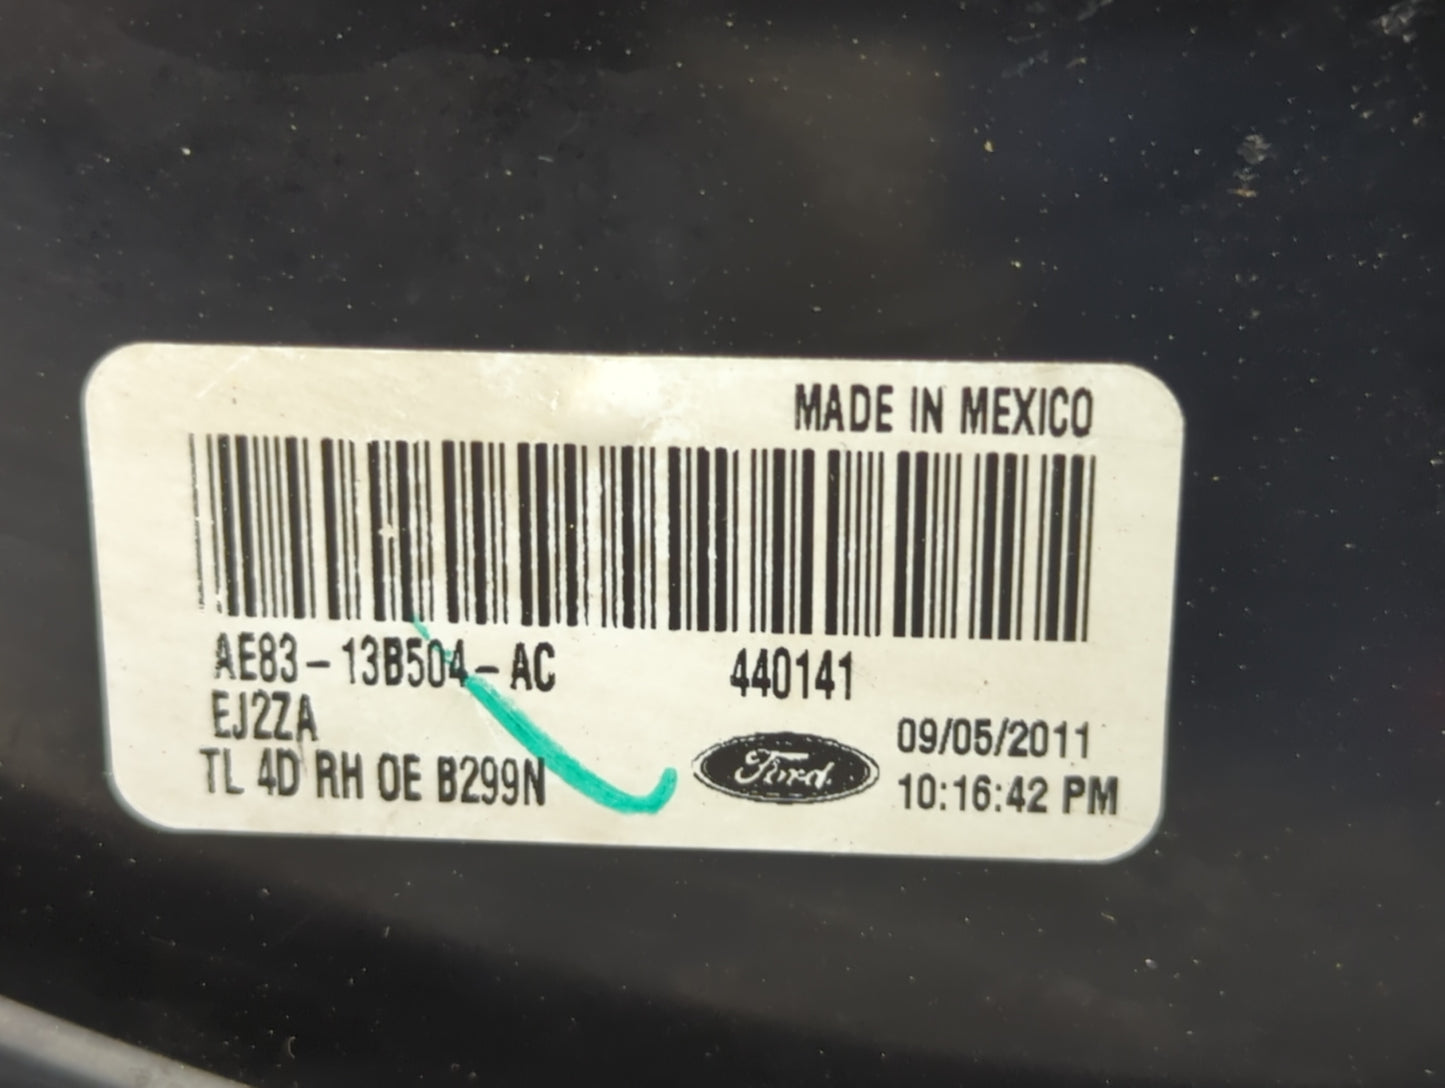 MADE IN MEXICO
AE83-13B504-AC 440141
EJ2ZA
TL 4D RH OE B299N
Ford
09/05/2011
10:16:42 PM